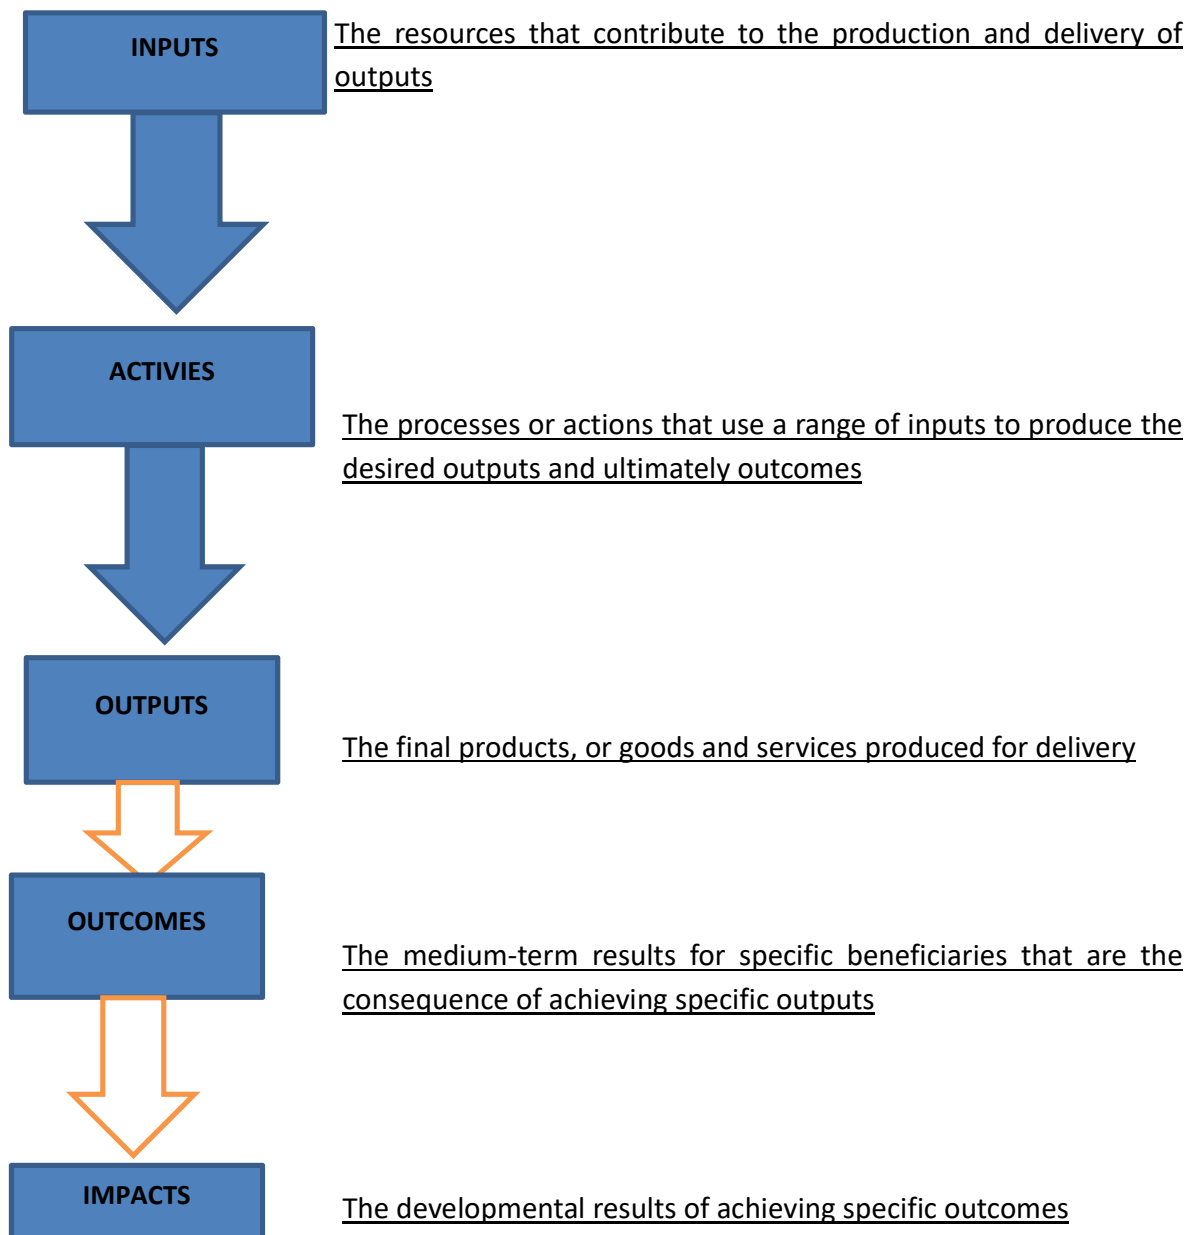 INPUTS
The resources that contribute to the production and delivery of
outputs
ACTIVIES
The processes or actions that use a range of inputs to produce the
desired outputs and ultimately outcomes
OUTPUTS
The final products, or goods and services produced for delivery
OUTCOMES
The medium-term results for specific beneficiaries that are the
consequence of achieving specific outputs
IMPACTS
The developmental results of achieving specific outcomes